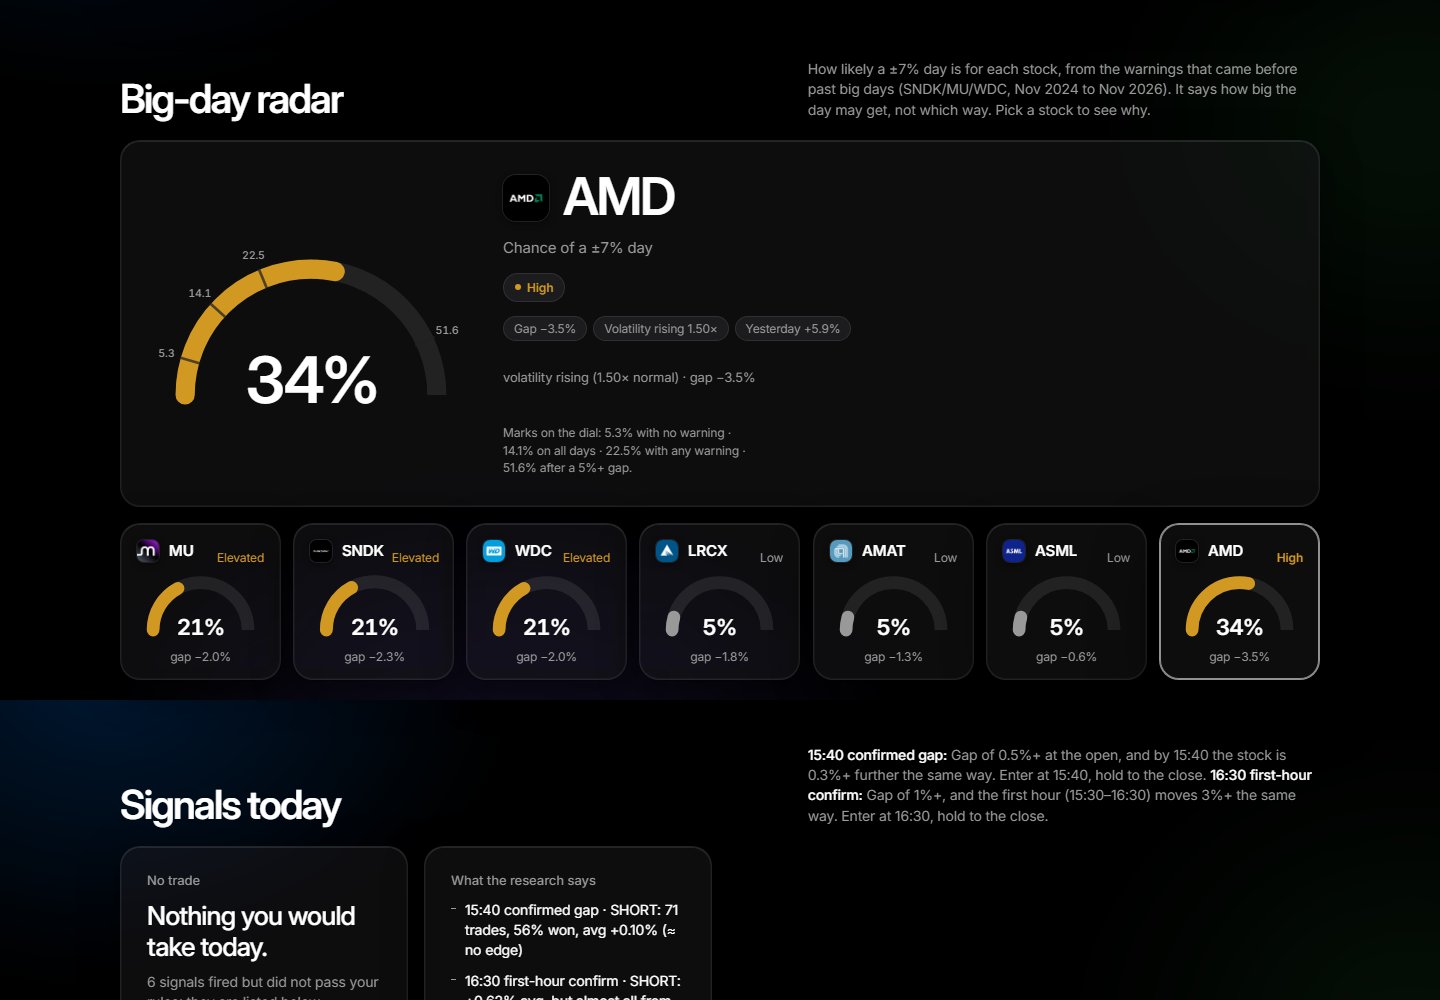 Big-day radar
How likely a ±7% day is for each stock, from the warnings that came before
past big days (SNDK/MU/WDC, Nov 2024 to Nov 2026). It says how big the
day may get, not which way. Pick a stock to see why.
AMD
AMD
Chance of a ±7% day
High
Gap −3.5%
Volatility rising 1.50×
Yesterday +5.9%
volatility rising (1.50× normal) · gap −3.5%
Marks on the dial: 5.3% with no warning ·
14.1% on all days · 22.5% with any warning ·
51.6% after a 5%+ gap.
5.3
14.1
22.5
51.6
34%
MU
Elevated
21%
gap −2.0%
SNDK
Elevated
21%
gap −2.3%
WD
WDC
Elevated
21%
gap −2.0%
LRCX
Low
5%
gap −1.8%
AMAT
Low
5%
gap −1.3%
ASML
ASML
Low
5%
gap −0.6%
AMD
AMD
High
34%
gap −3.5%
Signals today
15:40 confirmed gap: Gap of 0.5%+ at the open, and by 15:40 the stock is
0.3%+ further the same way. Enter at 15:40, hold to the close. 16:30 first-hour
confirm: Gap of 1%+, and the first hour (15:30–16:30) moves 3%+ the same
way. Enter at 16:30, hold to the close.
No trade
Nothing you would
take today.
6 signals fired but did not pass your
What the research says
15:40 confirmed gap · SHORT: 71
trades, 56% won, avg +0.10% (≈
no edge)
16:30 first-hour confirm · SHORT: